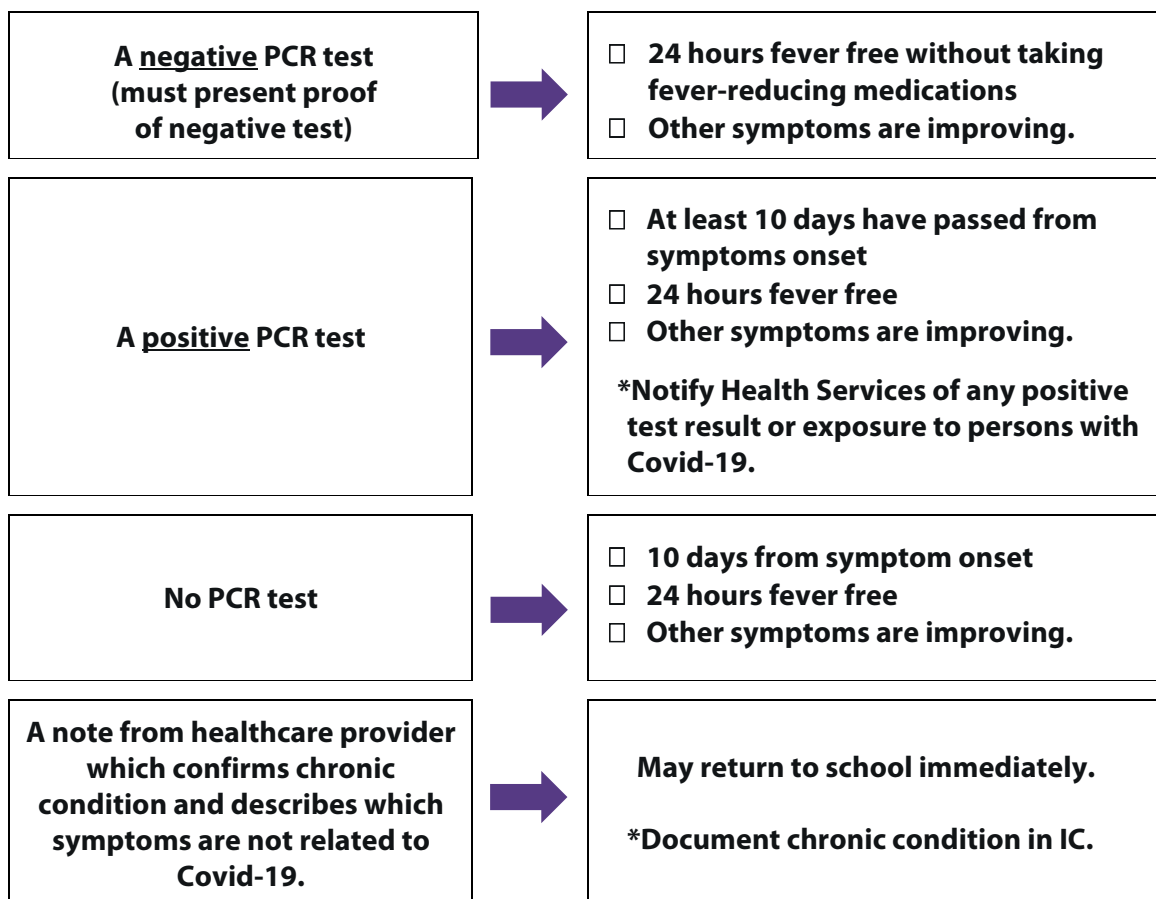 A negative PCR test
(must present proof
of negative test)
☐ 24 hours fever free without taking
fever-reducing medications
☐ Other symptoms are improving.
A positive PCR test
☐ At least 10 days have passed from
symptoms onset
☐ 24 hours fever free
☐ Other symptoms are improving.
*Notify Health Services of any positive
test result or exposure to persons with
Covid-19.
No PCR test
☐ 10 days from symptom onset
☐ 24 hours fever free
☐ Other symptoms are improving.
A note from healthcare provider
which confirms chronic
condition and describes which
symptoms are not related to
Covid-19.
May return to school immediately.
*Document chronic condition in IC.